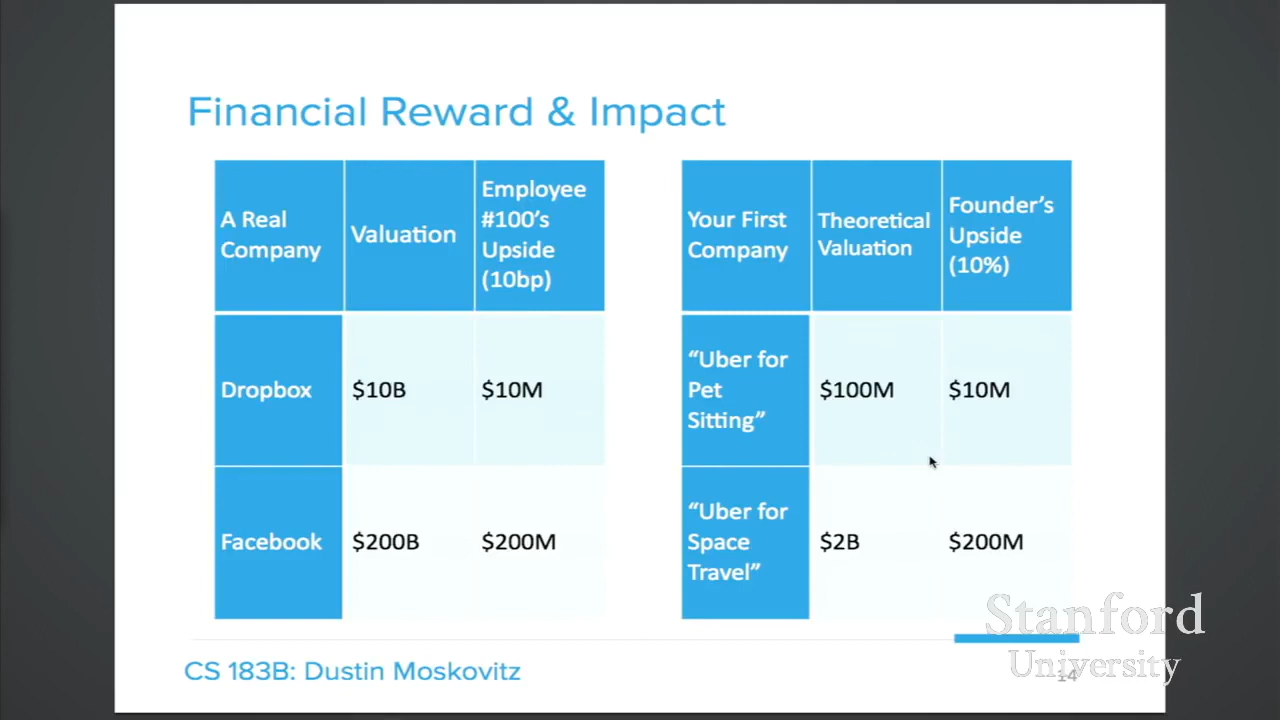 Financial Reward & Impact
A Real
Company
Valuation
Employee
#100's
Upside
(10bp)
Dropbox
$10B
$10M
Facebook
$200B
$200M
Your First
Company
Theoretical
Valuation
Founder's
Upside
(10%)
"Uber for
Pet
Sitting"
$100M
$10M
"Uber for
Space
Travel"
$2B
$200M
CS 183B: Dustin Moskovitz
14
Stanford
University